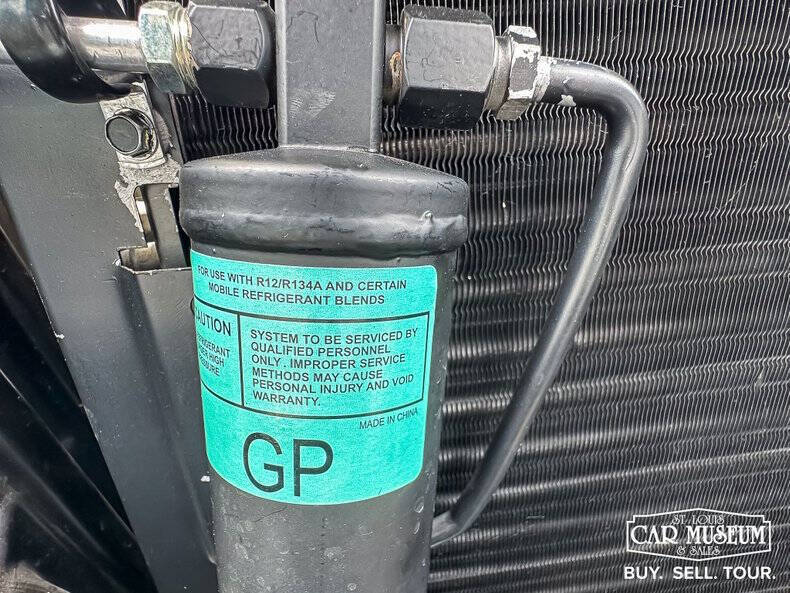 FOR USE WITH R12/R134A AND CERTAIN
MOBILE REFRIGERANT BLENDS
SYSTEM TO BE SERVICED BY
QUALIFIED PERSONNEL
ONLY. IMPROPER SERVICE
METHODS MAY CAUSE
PERSONAL INJURY AND VOID
WARRANTY.
MADE IN CHINA
GP
ST. LOUIS
CAR MUSEUM
& SALES
BUY. SELL. TOUR.